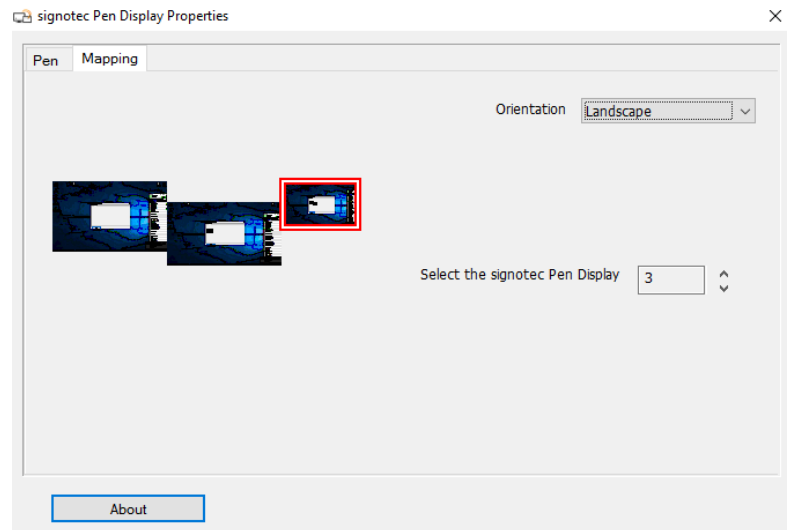 signotec Pen Display Properties
Pen Mapping
Orientation Landscape
Select the signotec Pen Display 3
About